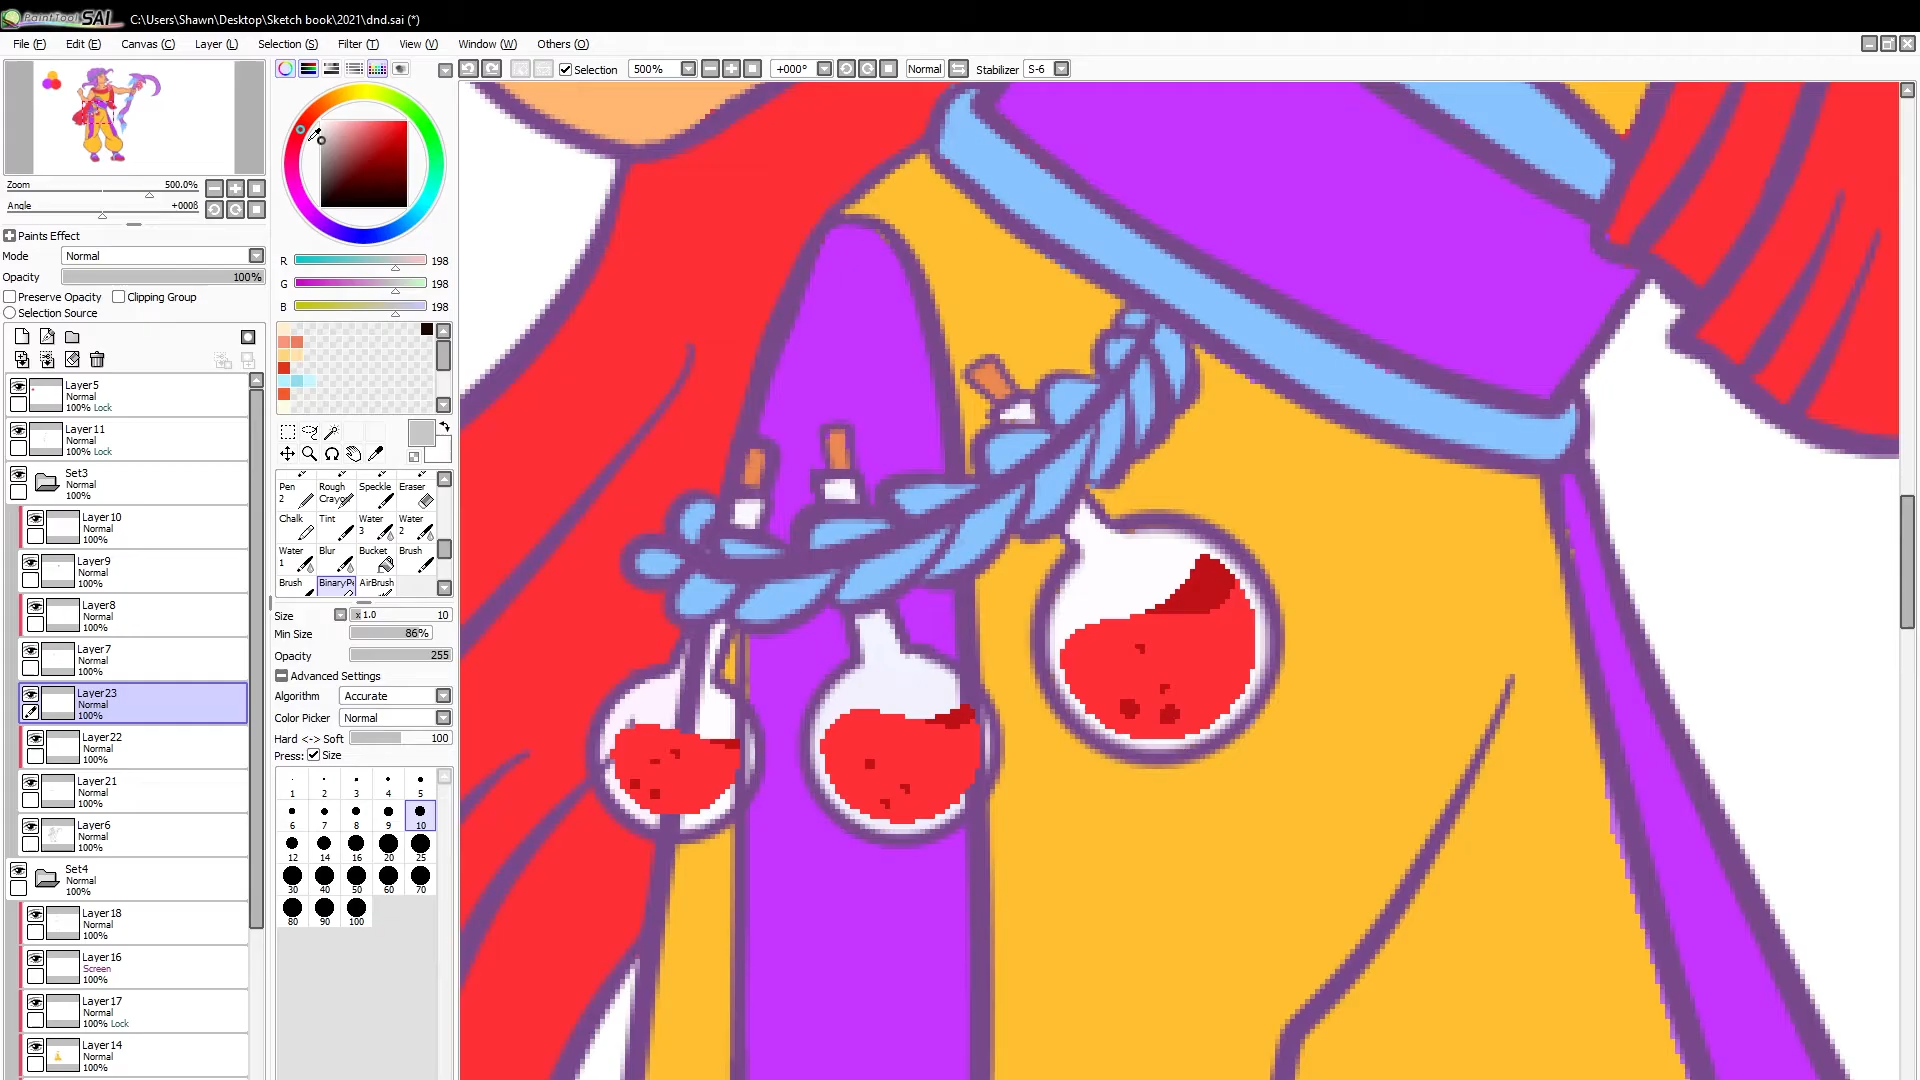 PaintTool SAI C:\Users\Shawn\Desktop\Sketch book\2021\dnd.sai (*)
File (F) Edit (E) Canvas (C) Layer (L) Selection (S) Filter (T) View (V) Window (W) Others (O)
Selection 500% +000° Normal Stabilizer S-6
Zoom 500.0%
Angle +000ß
Paints Effect
Mode Normal
Opacity 100%
Preserve Opacity Clipping Group
Selection Source
Layer5
Normal
100% Lock
Layer11
Normal
100% Lock
Set3
Normal
100%
Layer10
Normal
100%
Layer9
Normal
100%
Layer8
Normal
100%
Layer7
Normal
100%
Layer23
Normal
100%
Layer22
Normal
100%
Layer21
Normal
100%
Layer6
Normal
100%
Set4
Normal
100%
Layer18
Normal
100%
Layer16
Screen
100%
Layer17
Normal
100% Lock
Layer14
Normal
100%
R 198
G 198
B 198
Pen 2 Rough Crayon Speckle Eraser
Chalk Tint Water 3 Water 2
Water 1 Blur Bucket Brush
Brush BinaryPe AirBrush
Size x 1.0 10
Min Size 86%
Opacity 255
Advanced Settings
Algorithm Accurate
Color Picker Normal
Hard <-> Soft 100
Press: Size
1 2 3 4 5
6 7 8 9 10
12 14 16 20 25
30 40 50 60 70
80 90 100